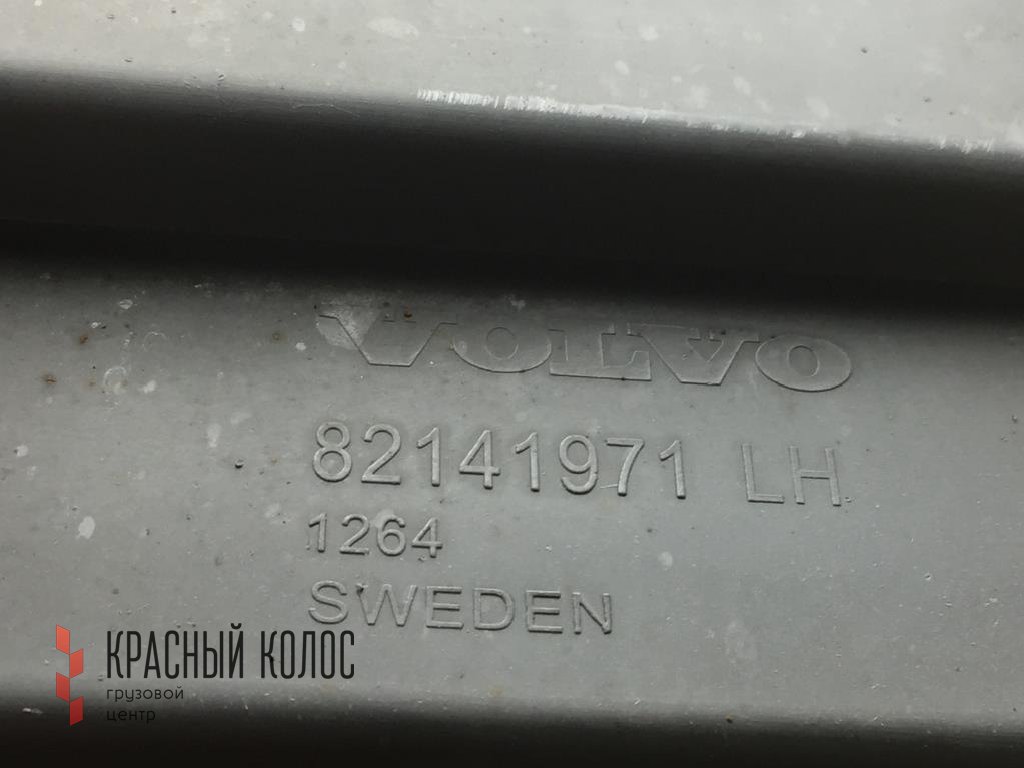 VOLVO
82141971 LH
1264
SWEDEN
КРАСНЫЙ КОЛОС
грузовой
центр